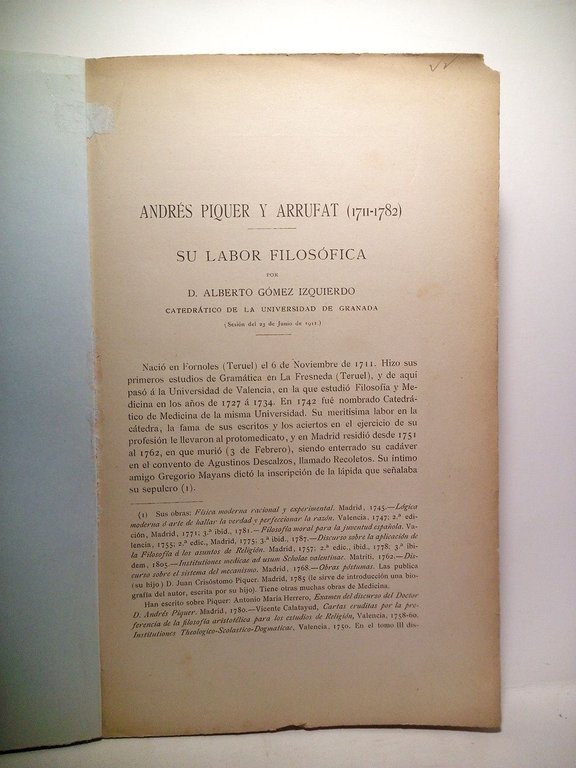 ANDRÉS PIQUER Y ARRUFAT (1711-1782)
SU LABOR FILOSÓFICA
POR
D. ALBERTO GÓMEZ IZQUIERDO
CATEDRÁTICO DE LA UNIVERSIDAD DE GRANADA
(Sesión del 23 de Junio de 1912.)
Nació en Fornoles (Teruel) el 6 de Noviembre de 1711. Hizo sus
primeros estudios de Gramática en La Fresneda (Teruel), y de aquí
pasó á la Universidad de Valencia, en la que estudió Filosofía y Me-
dicina en los años de 1727 á 1734. En 1742 fué nombrado Catedrá-
tico de Medicina de la misma Universidad. Su meritísima labor en la
cátedra, la fama de sus escritos y los aciertos en el ejercicio de su
profesión le llevaron al protomedicato, y en Madrid residió desde 1751
al 1762, en que murió (3 de Febrero), siendo enterrado su cadáver
en el convento de Agustinos Descalzos, llamado Recoletos. Su íntimo
amigo Gregorio Mayans dictó la inscripción de la lápida que señalaba
su sepulcro (1).
(1) Sus obras: Física moderna racional y experimental. Madrid, 1745.—Lógica
moderna ó arte de hallar la verdad y perfeccionar la razón. Valencia, 1747; 2.ª edi-
ción, Madrid, 1771; 3.ª ibid., 1781.—Filosofía moral para la juventud española. Va-
lencia, 1755; 2.ª edic., Madrid, 1775; 3.ª ibid., 1787.—Discurso sobre la aplicación de
la Filosofía á los asuntos de Religión. Madrid, 1757; 2.ª edic., ibid., 1778; 3.ª ibi-
dem, 1805.—Institutiones medicae ad usum Scholae valentinae. Matriti, 1762.—Dis-
curso sobre el sistema del mecanismo. Madrid, 1768.—Obras póstumas. Las publica
(su hijo) D. Juan Crisóstomo Piquer. Madrid, 1785 (le sirve de introducción una bio-
grafía del autor, escrita por su hijo). Tiene otras muchas obras de Medicina.
Han escrito sobre Piquer: Antonio María Herrero, Examen del discurso del Doctor
D. Andrés Piquer. Madrid, 1760.—Vicente Calatayud, Cartas eruditas por la pre-
ferencia de la filosofía aristotélica para los estudios de Religión, Valencia, 1758-60.
Institutiones Theologico-Scolastico-Dogmaticae, Valencia, 1750. En el tomo III dis-